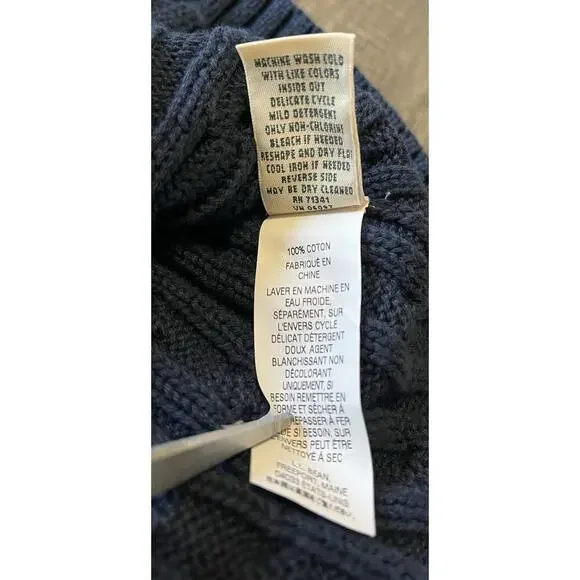 MACHINE WASH COLD
WITH LIKE COLORS
INSIDE OUT
DELICATE CYCLE
MILD DETERGENT
ONLY NON-CHLORINE
BLEACH IF NEEDED
RESHAPE AND DRY FLAT
COOL IRON IF NEEDED
REVERSE SIDE
MAY BE DRY CLEANED
RN 71341
100% COTON
FABRIQUÉ EN
CHINE
LAVER EN MACHINE EN
EAU FROIDE,
SÉPARÉMENT, SUR
L'ENVERS CYCLE
DÉLICAT DÉTERGENT
DOUX AGENT
BLANCHISSANT NON
DÉCOLORANT
UNIQUEMENT, SI
BESOIN REMETTRE EN
FORME ET SÉCHER À
REPASSER À FER
SI BESOIN, SUR
L'ENVERS PEUT ÊTRE
NETTOYÉ À SEC
L.L. BEAN,
FREEPORT, MAINE
04033 ÉTATS-UNIS